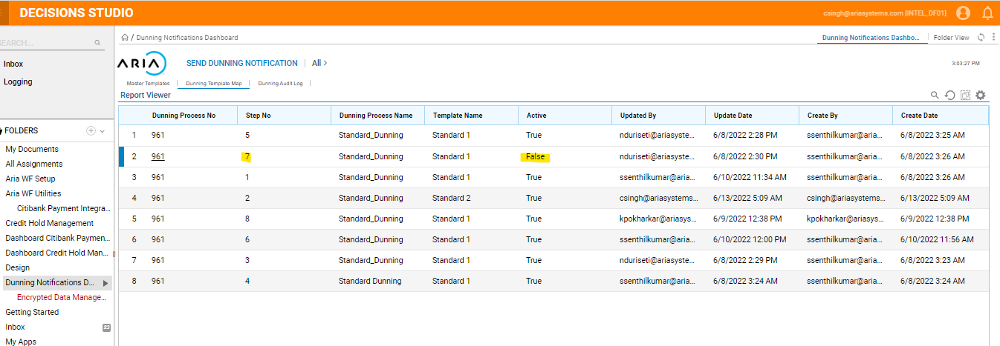 DECISIONS STUDIO csingh@ariasystems.com [INTEL_DF01]
SEARCH...
Inbox
Logging
FOLDERS
My Documents
All Assignments
Aria WF Setup
Aria WF Utilities
Citibank Payment Integra...
Credit Hold Management
Dashboard Citibank Paymen...
Dashboard Credit Hold Man...
Design
Dunning Notifications D...
Encrypted Data Manage...
Getting Started
Inbox 23
My Apps
/ Dunning Notifications Dashboard Dunning Notifications Dashbo... Folder View
ARIA SEND DUNNING NOTIFICATION All > 3:03:27 PM
Master Templates Dunning Template Map Dunning Audit Log
Report Viewer
Dunning Process No Step No Dunning Process Name Template Name Active Updated By Update Date Create By Create Date
1 961 5 Standard_Dunning Standard 1 True nduriseti@ariasyste... 6/8/2022 2:28 PM ssenthilkumar@aria... 6/8/2022 3:25 AM
2 961 7 Standard_Dunning Standard 1 False nduriseti@ariasyste... 6/8/2022 2:30 PM ssenthilkumar@aria... 6/8/2022 3:26 AM
3 961 1 Standard_Dunning Standard 1 True ssenthilkumar@aria... 6/10/2022 11:34 AM ssenthilkumar@aria... 6/8/2022 3:26 AM
4 961 2 Standard_Dunning Standard 2 True csingh@ariasystems... 6/13/2022 5:09 AM csingh@ariasystems... 6/13/2022 5:09 AM
5 961 8 Standard_Dunning Standard 1 True kpokharkar@ariasy... 6/9/2022 12:38 PM kpokharkar@ariasy... 6/9/2022 12:38 PM
6 961 6 Standard_Dunning Standard 1 True ssenthilkumar@aria... 6/10/2022 12:00 PM ssenthilkumar@aria... 6/10/2022 11:56 AM
7 961 3 Standard_Dunning Standard 1 True nduriseti@ariasyste... 6/8/2022 2:29 PM ssenthilkumar@aria... 6/8/2022 3:23 AM
8 961 4 Standard Dunning Standard 1 True ssenthilkumar@aria... 6/8/2022 3:24 AM ssenthilkumar@aria... 6/8/2022 3:24 AM